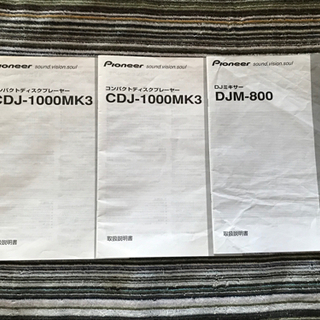 Pioneer sound.vision.soul
コンパクトディスクプレーヤー
CDJ-1000MK3
取扱説明書
Pioneer sound.vision.soul
コンパクトディスクプレーヤー
CDJ-1000MK3
取扱説明書
Pioneer sound.vision.soul
DJミキサー
DJM-800
取扱説明書